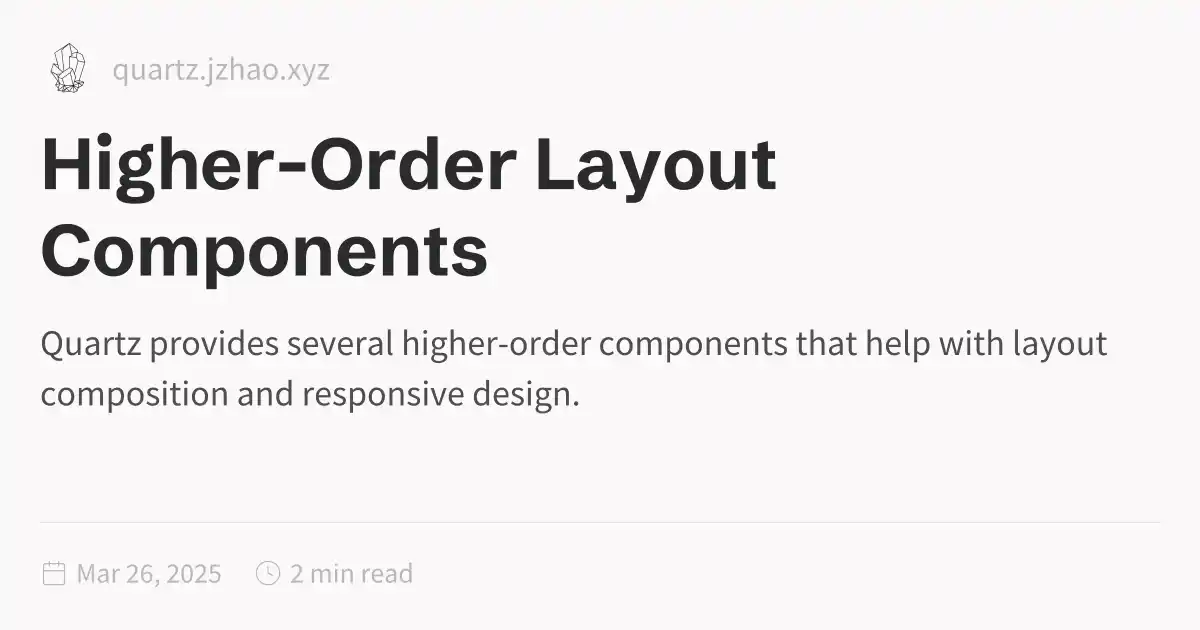 quartz.jzhao.xyz
Higher-Order Layout
Components
Quartz provides several higher-order components that help with layout
composition and responsive design.
Mar 26, 2025 2 min read